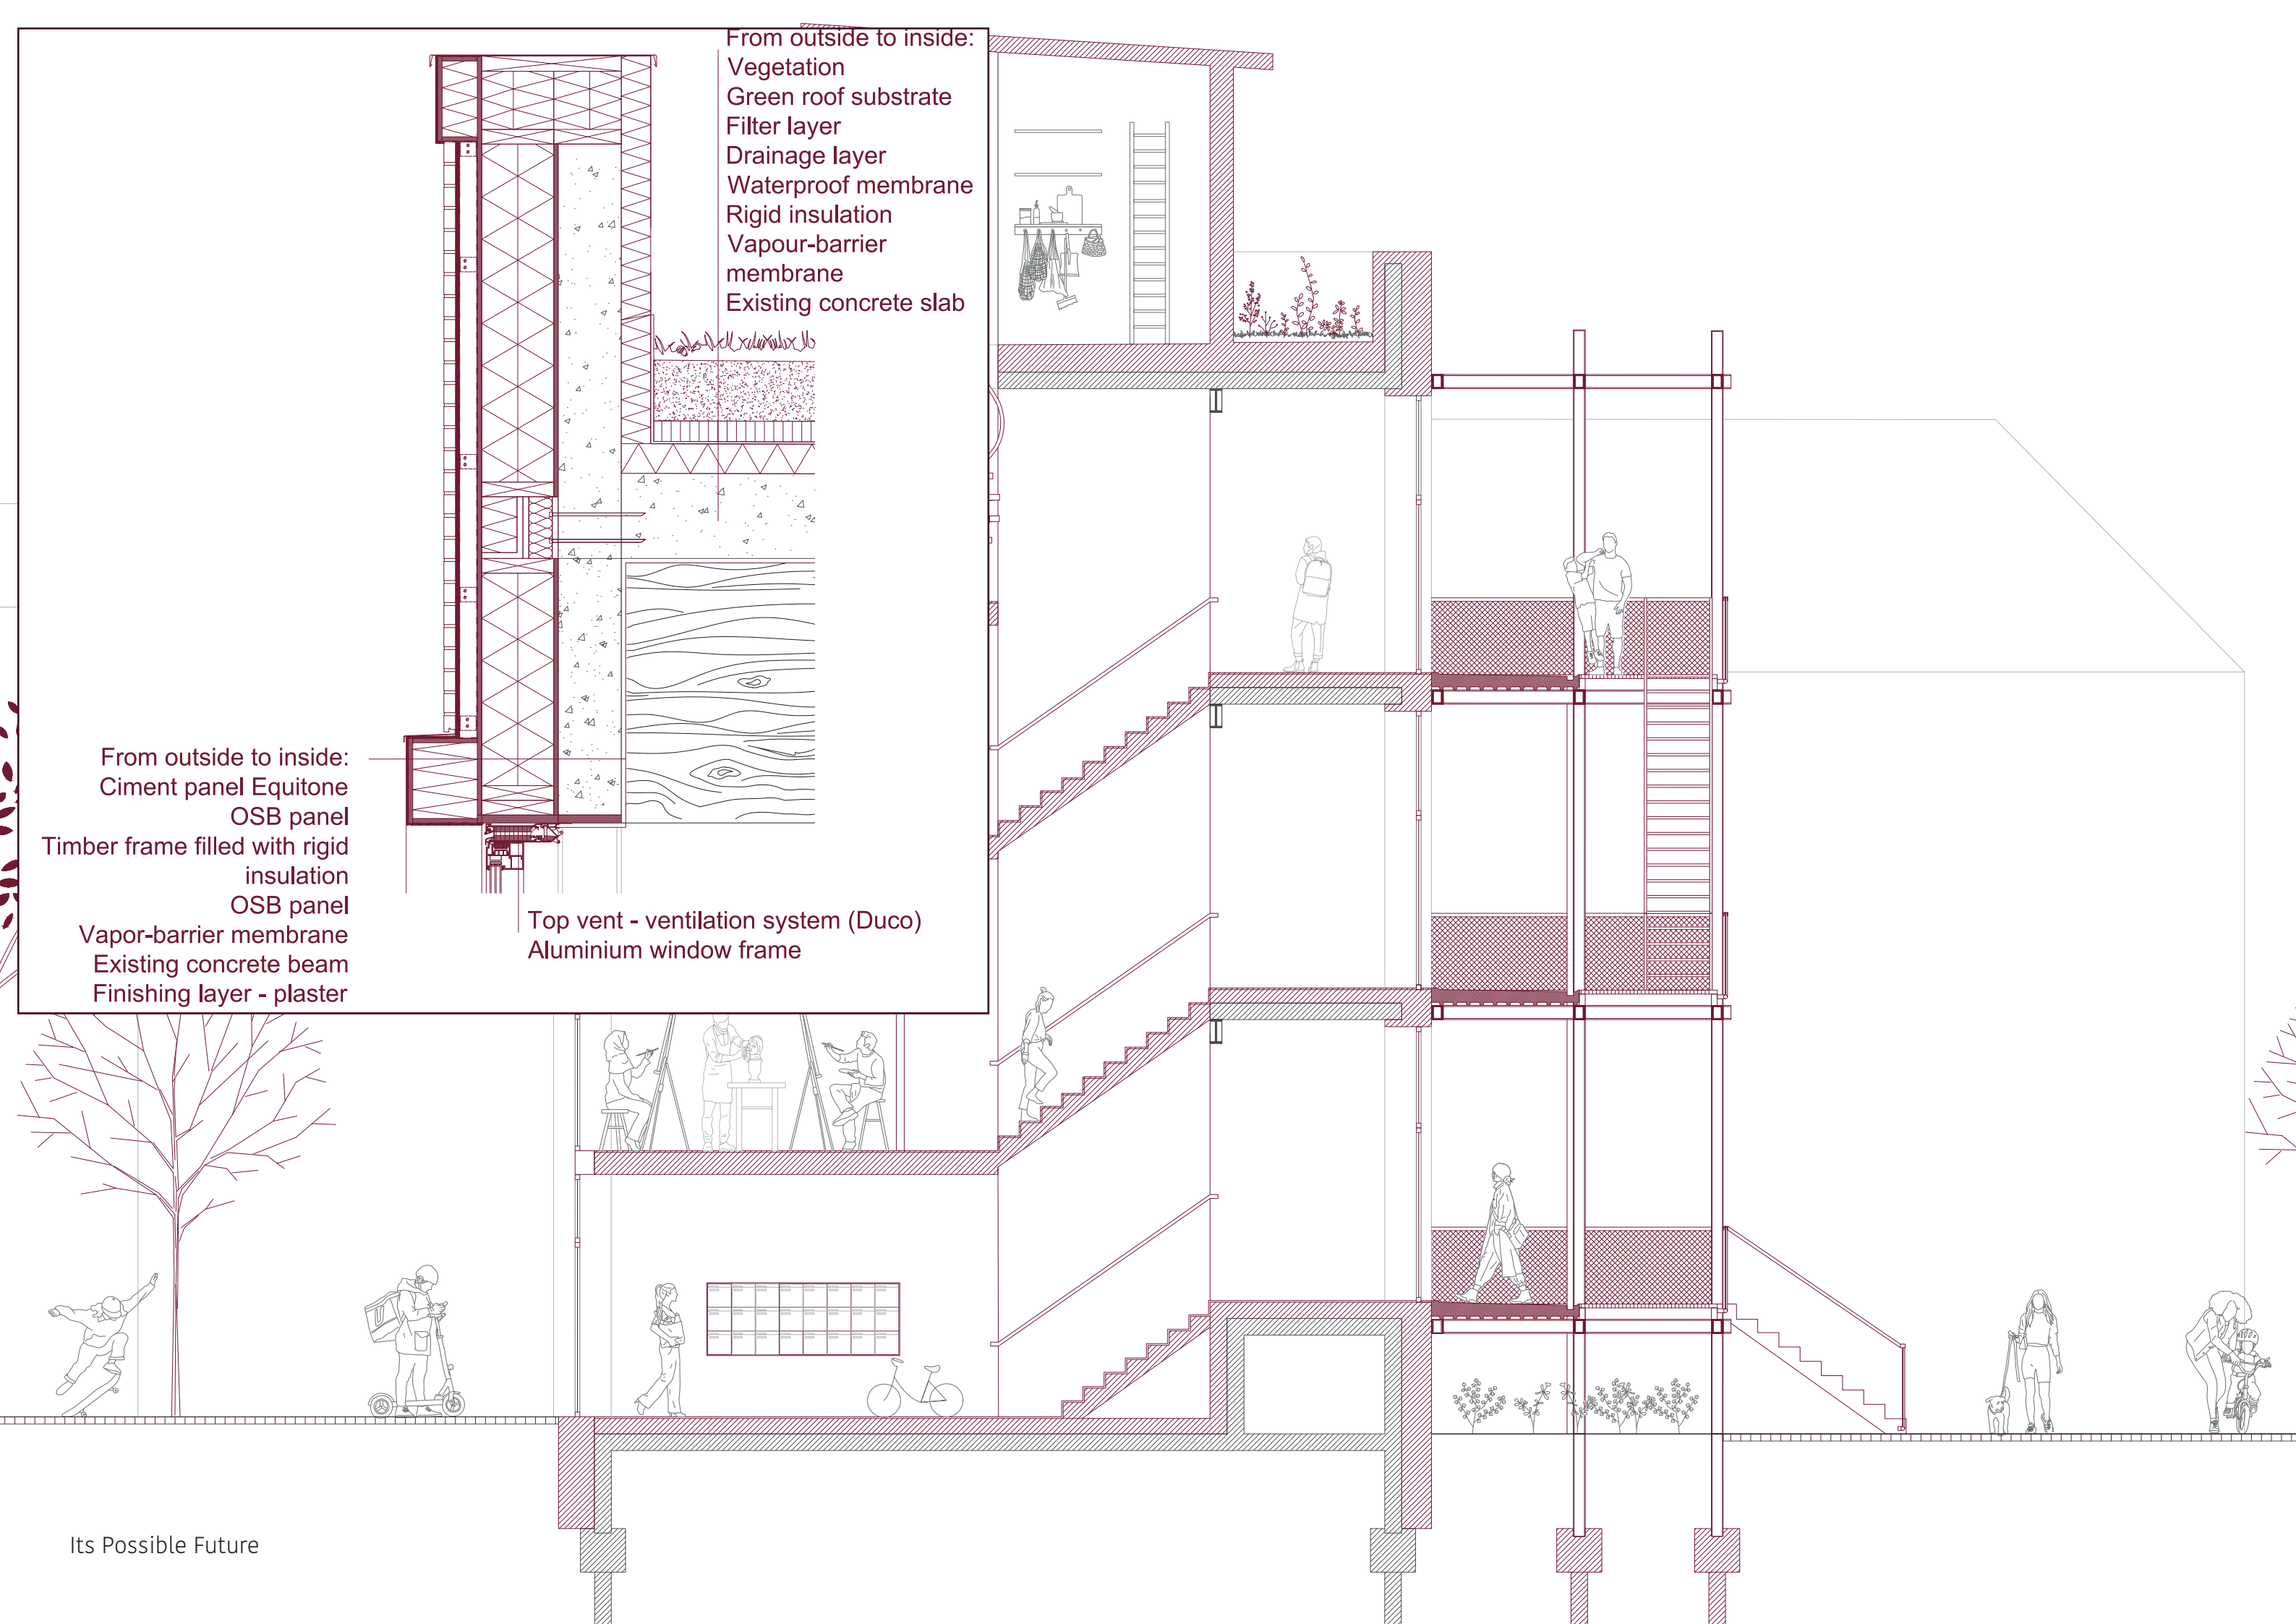 From outside to inside:
Vegetation
Green roof substrate
Filter layer
Drainage layer
Waterproof membrane
Rigid insulation
Vapour-barrier
membrane
Existing concrete slab
From outside to inside:
Ciment panel Equitone
OSB panel
Timber frame filled with rigid
insulation
OSB panel
Vapor-barrier membrane
Existing concrete beam
Finishing layer - plaster
Top vent - ventilation system (Duco)
Aluminium window frame
Its Possible Future